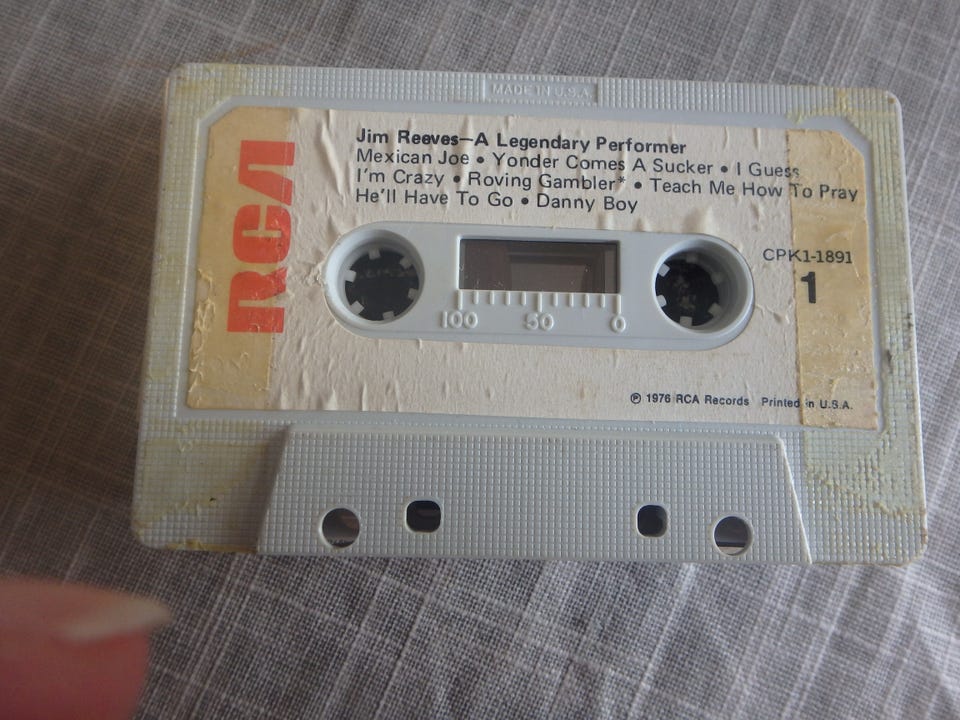 MADE IN U.S.A
RCA
Jim Reeves—A Legendary Performer
Mexican Joe • Yonder Comes A Sucker • I Guess
I'm Crazy • Roving Gambler* • Teach Me How To Pray
He'll Have To Go • Danny Boy
CPK1-1891
1
100 50 0
℗ 1976 RCA Records Printed in U.S.A.